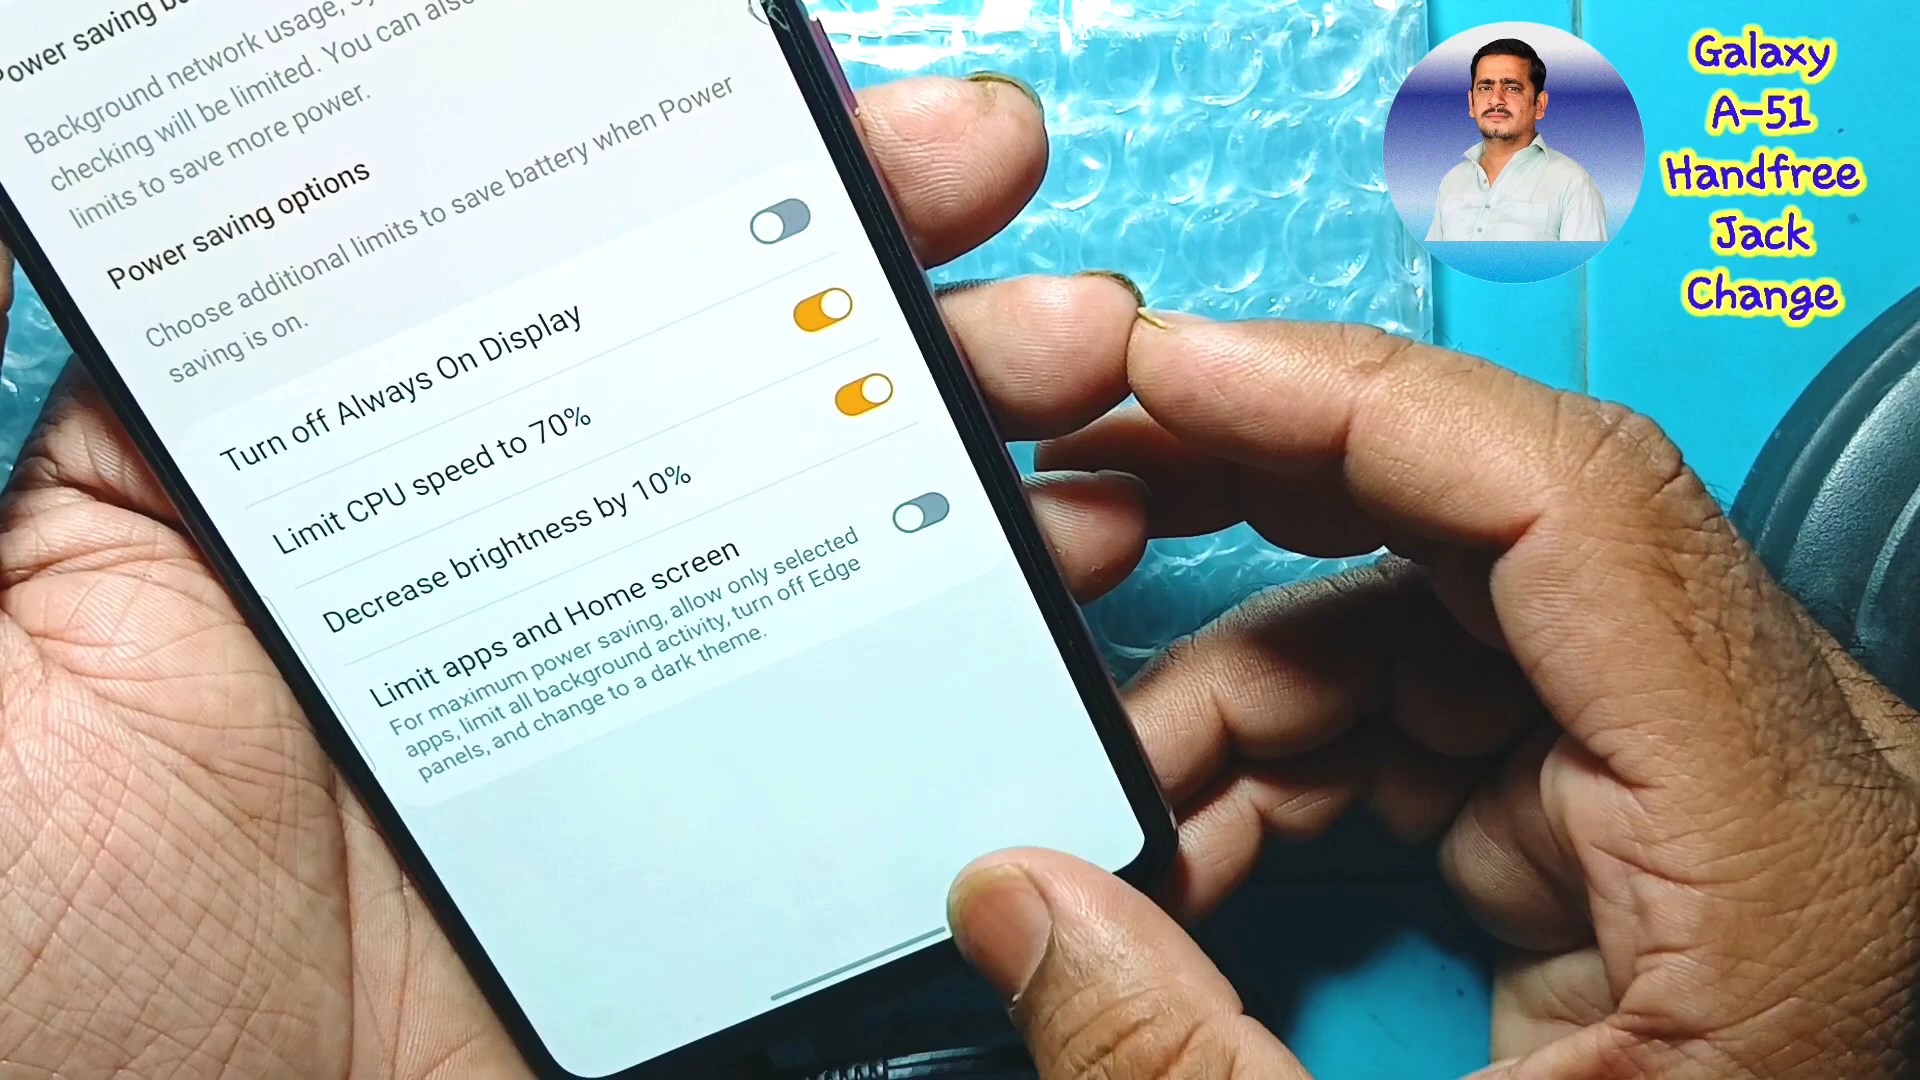 Power saving
Background network usage,
checking will be limited. You can also
limits to save more power.
Power saving options
Choose additional limits to save battery when Power
saving is on.
Turn off Always On Display
Limit CPU speed to 70%
Decrease brightness by 10%
Limit apps and Home screen
For maximum power saving, allow only selected
apps, limit all background activity, turn off Edge
panels, and change to a dark theme.
Galaxy
A-51
Handfree
Jack
Change